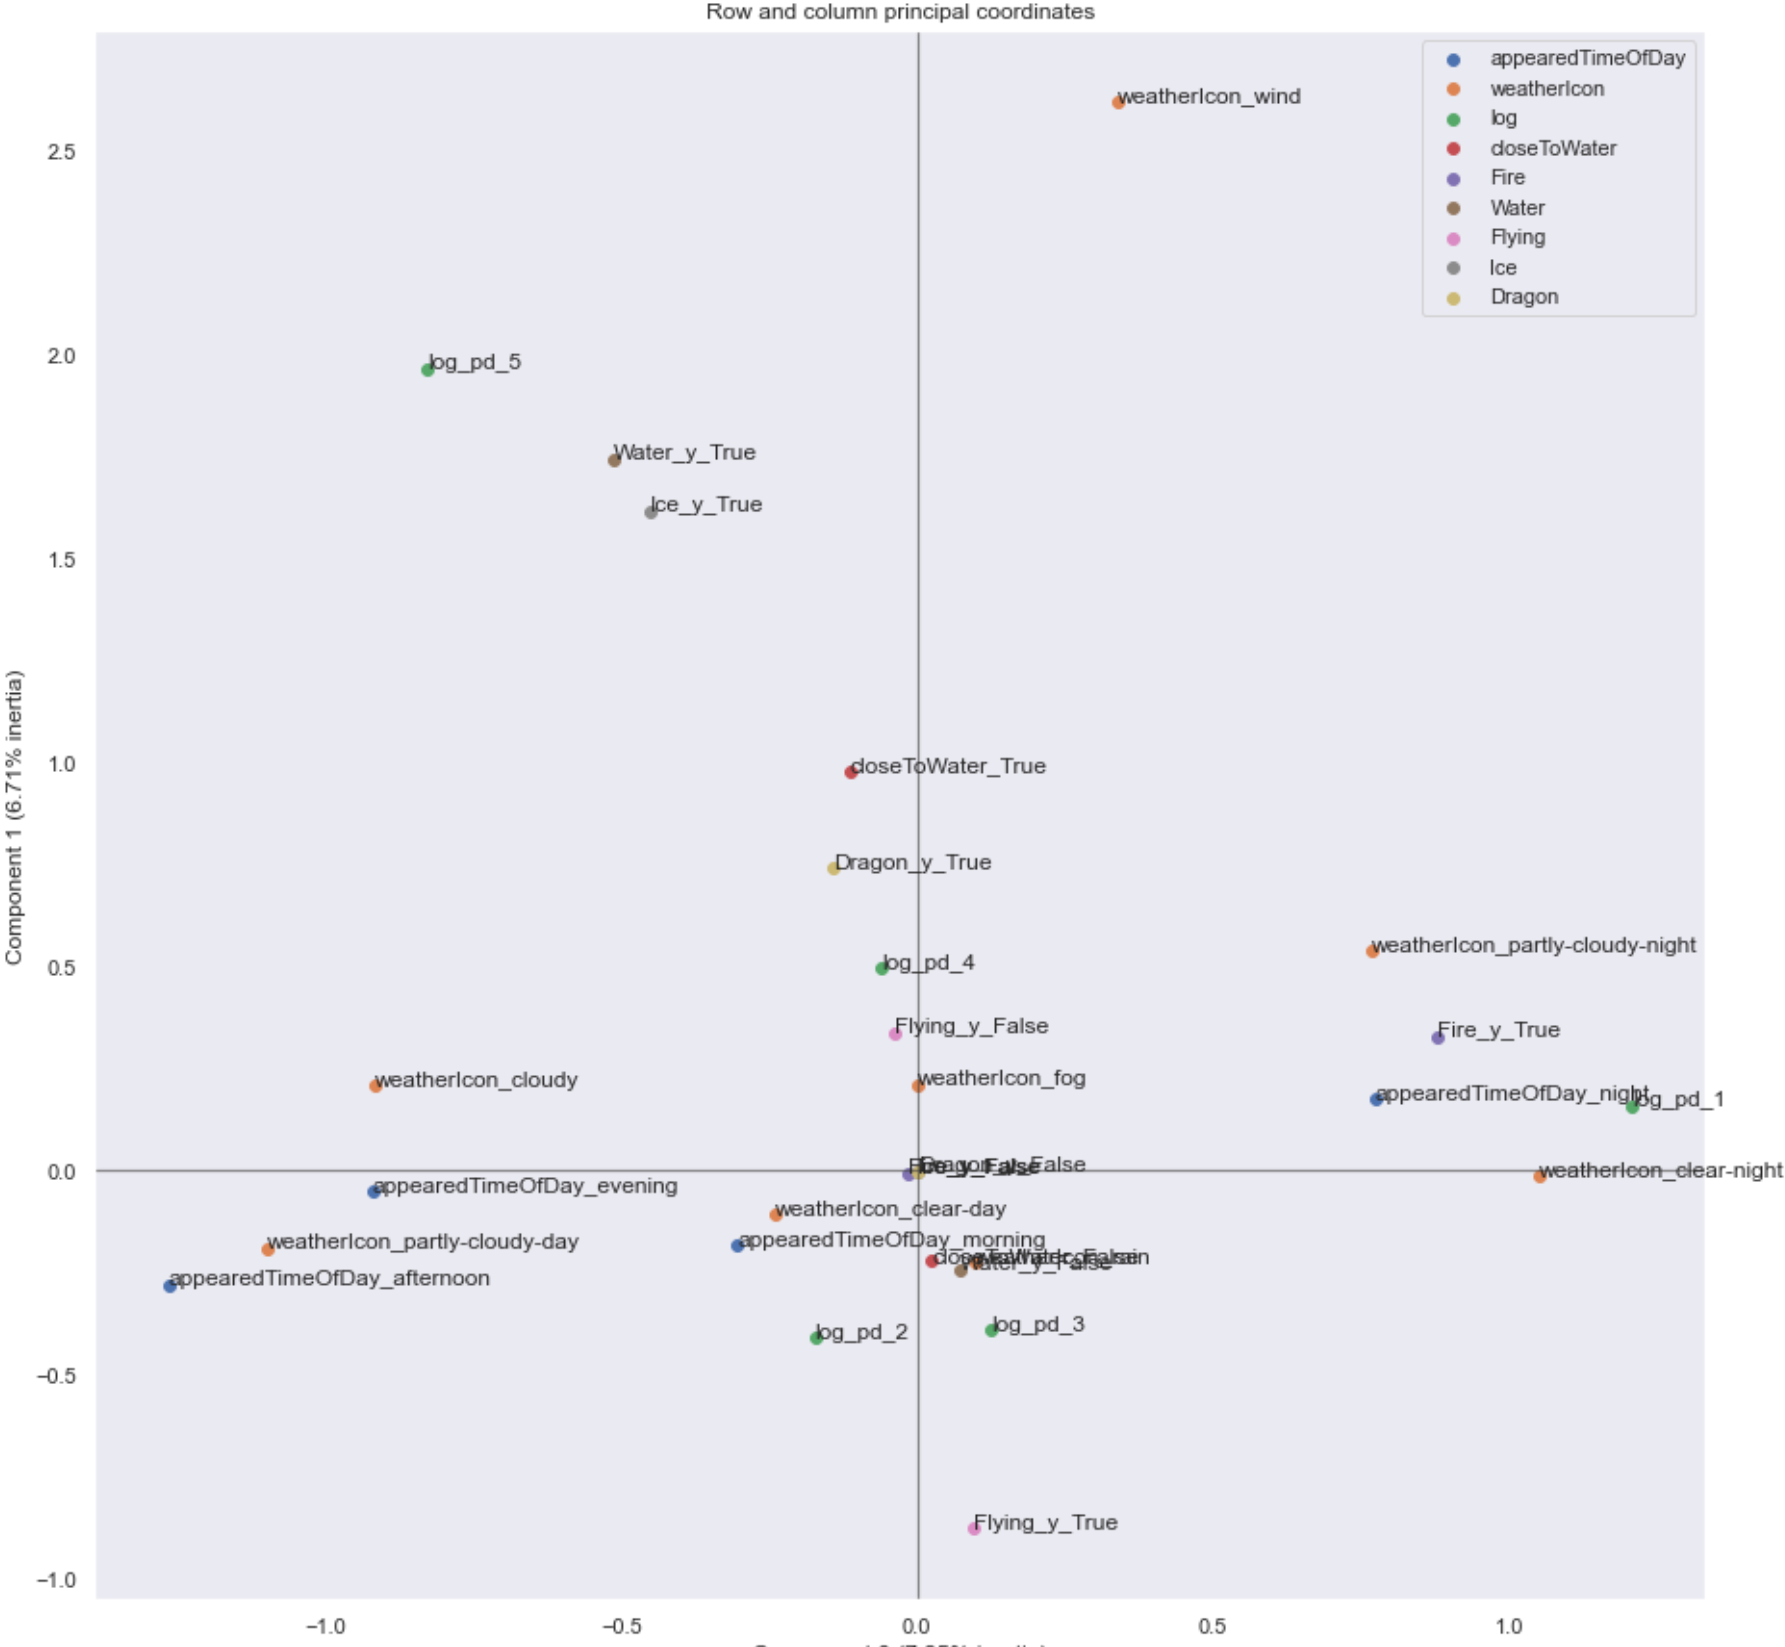 Row and column principal coordinates
appearedTimeOfDay
weatherIcon
log
closeToWater
Fire
Water
Flying
Ice
Dragon
weatherIcon_wind
2.5
log_pd_5
2.0
Water_y_True
Ice_y_True
1.5
closeToWater_True
1.0
Dragon_y_True
weatherIcon_partly-cloudy-night
log_pd_4
0.5
Flying_y_False
Fire_y_True
weatherIcon_cloudy
weatherIcon_fog
appearedTimeOfDay_night
log_pd_1
Dragon_y_False
0.0
weatherIcon_clear-night
appearedTimeOfDay_evening
weatherIcon_clear-day
weatherIcon_partly-cloudy-day
appearedTimeOfDay_morning
closeToWater_False
Water_y_False
appearedTimeOfDay_afternoon
log_pd_2
log_pd_3
−0.5
Flying_y_True
−1.0
Component 1 (6.71% inertia)
−1.0
−0.5
0.0
0.5
1.0